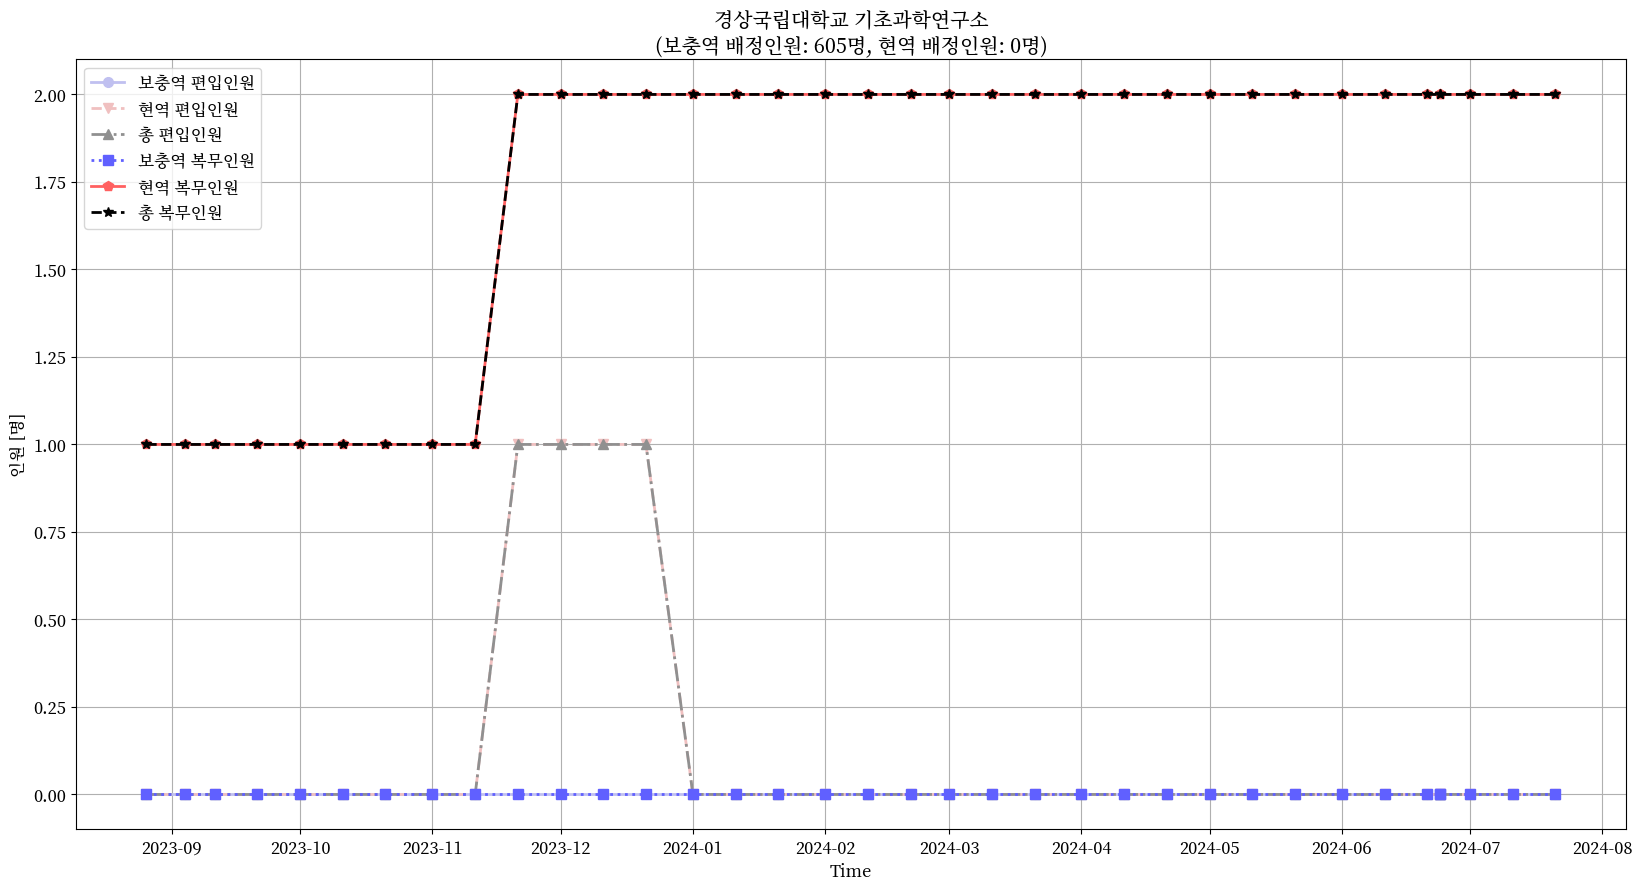 경상국립대학교 기초과학연구소
(보충역 배정인원: 605명, 현역 배정인원: 0명)
보충역 편입인원
현역 편입인원
총 편입인원
보충역 복무인원
현역 복무인원
총 복무인원
2.00
1.75
1.50
1.25
1.00
0.75
0.50
0.25
0.00
인원 [명]
2023-09 2023-10 2023-11 2023-12 2024-01 2024-02 2024-03 2024-04 2024-05 2024-06 2024-07 2024-08
Time